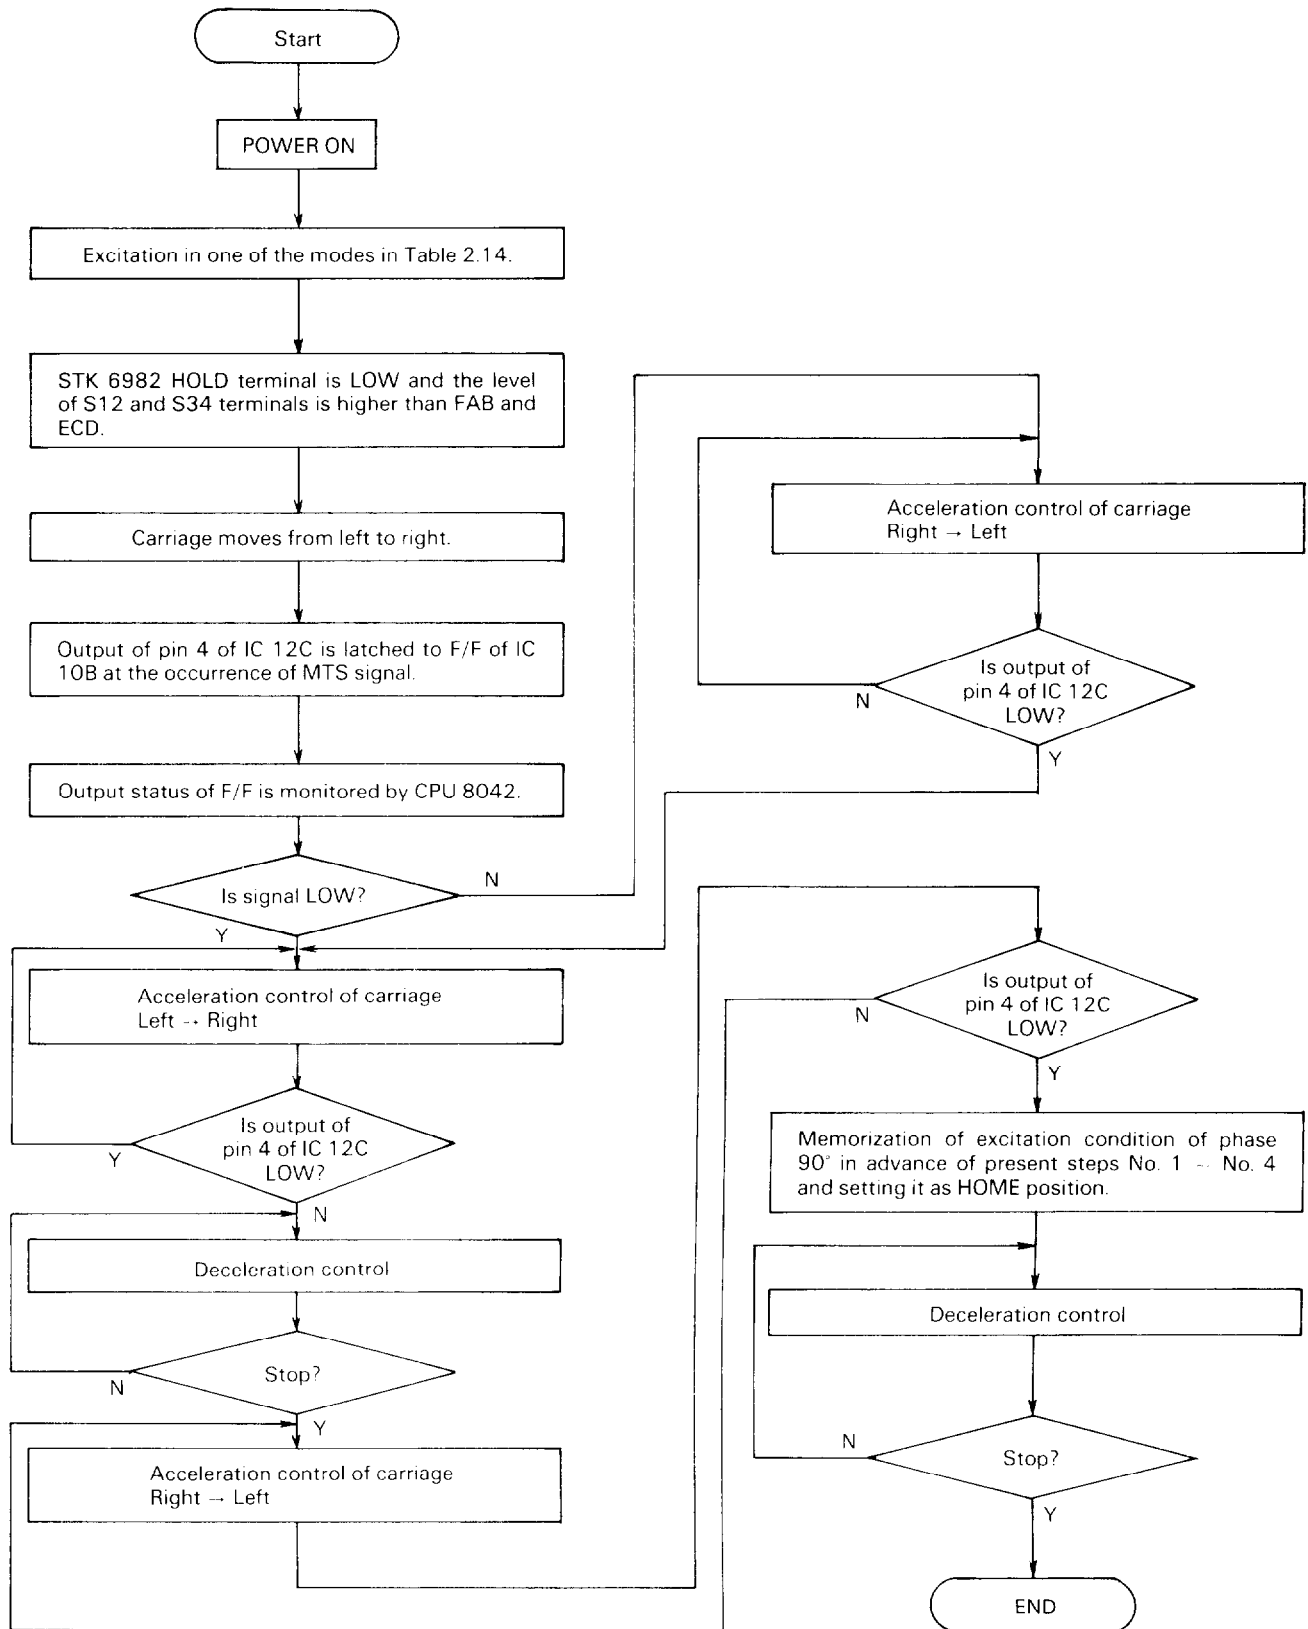 Start
POWER ON
Excitation in one of the modes in Table 2.14.
STK 6982 HOLD terminal is LOW and the level
of S12 and S34 terminals is higher than FAB and
ECD.
Carriage moves from left to right.
Output of pin 4 of IC 12C is latched to F/F of IC
10B at the occurrence of MTS signal.
Output status of F/F is monitored by CPU 8042.
Is signal LOW?
N
Y
Acceleration control of carriage
Left → Right
Is output of
pin 4 of IC 12C
LOW?
Y
N
Deceleration control
Stop?
N
Y
Acceleration control of carriage
Right → Left
Acceleration control of carriage
Right → Left
Is output of
pin 4 of IC 12C
LOW?
N
Y
Is output of
pin 4 of IC 12C
LOW?
N
Y
Memorization of excitation condition of phase
90° in advance of present steps No. 1 – No. 4
and setting it as HOME position.
Deceleration control
Stop?
N
Y
END